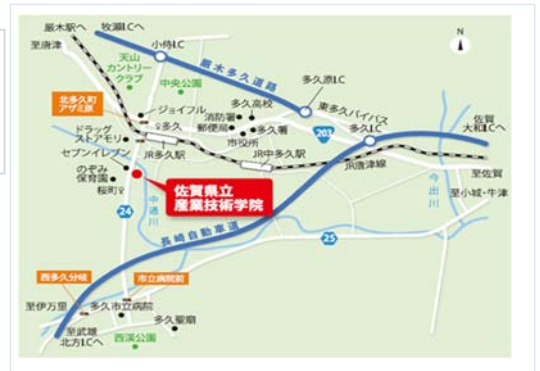 厳木駅へ
牧瀬I.Cへ
N
至唐津
小侍I.C
天山
カントリー
クラブ
中央公園
厳木多久道路
多久原I.C
北多久町
アザミ原
ジョイフル
多久高校
東多久バイパス
♀多久
消防署
郵便局
多久署
市役所
203
多久I.C
佐賀
大和I.Cへ
ドラッグ
ストアモリ
セブンイレブン
JR多久駅
JR中多久駅
JR唐津線
のぞみ
保育園
桜町♀
佐賀県立
産業技術学院
至佐賀
今出川
至小城・牛津
24
中通川
長崎自動車道
25
西多久分岐
市立病院前
至伊万里
多久市立病院
多久聖廟
至武雄
北方I.Cへ
西渓公園